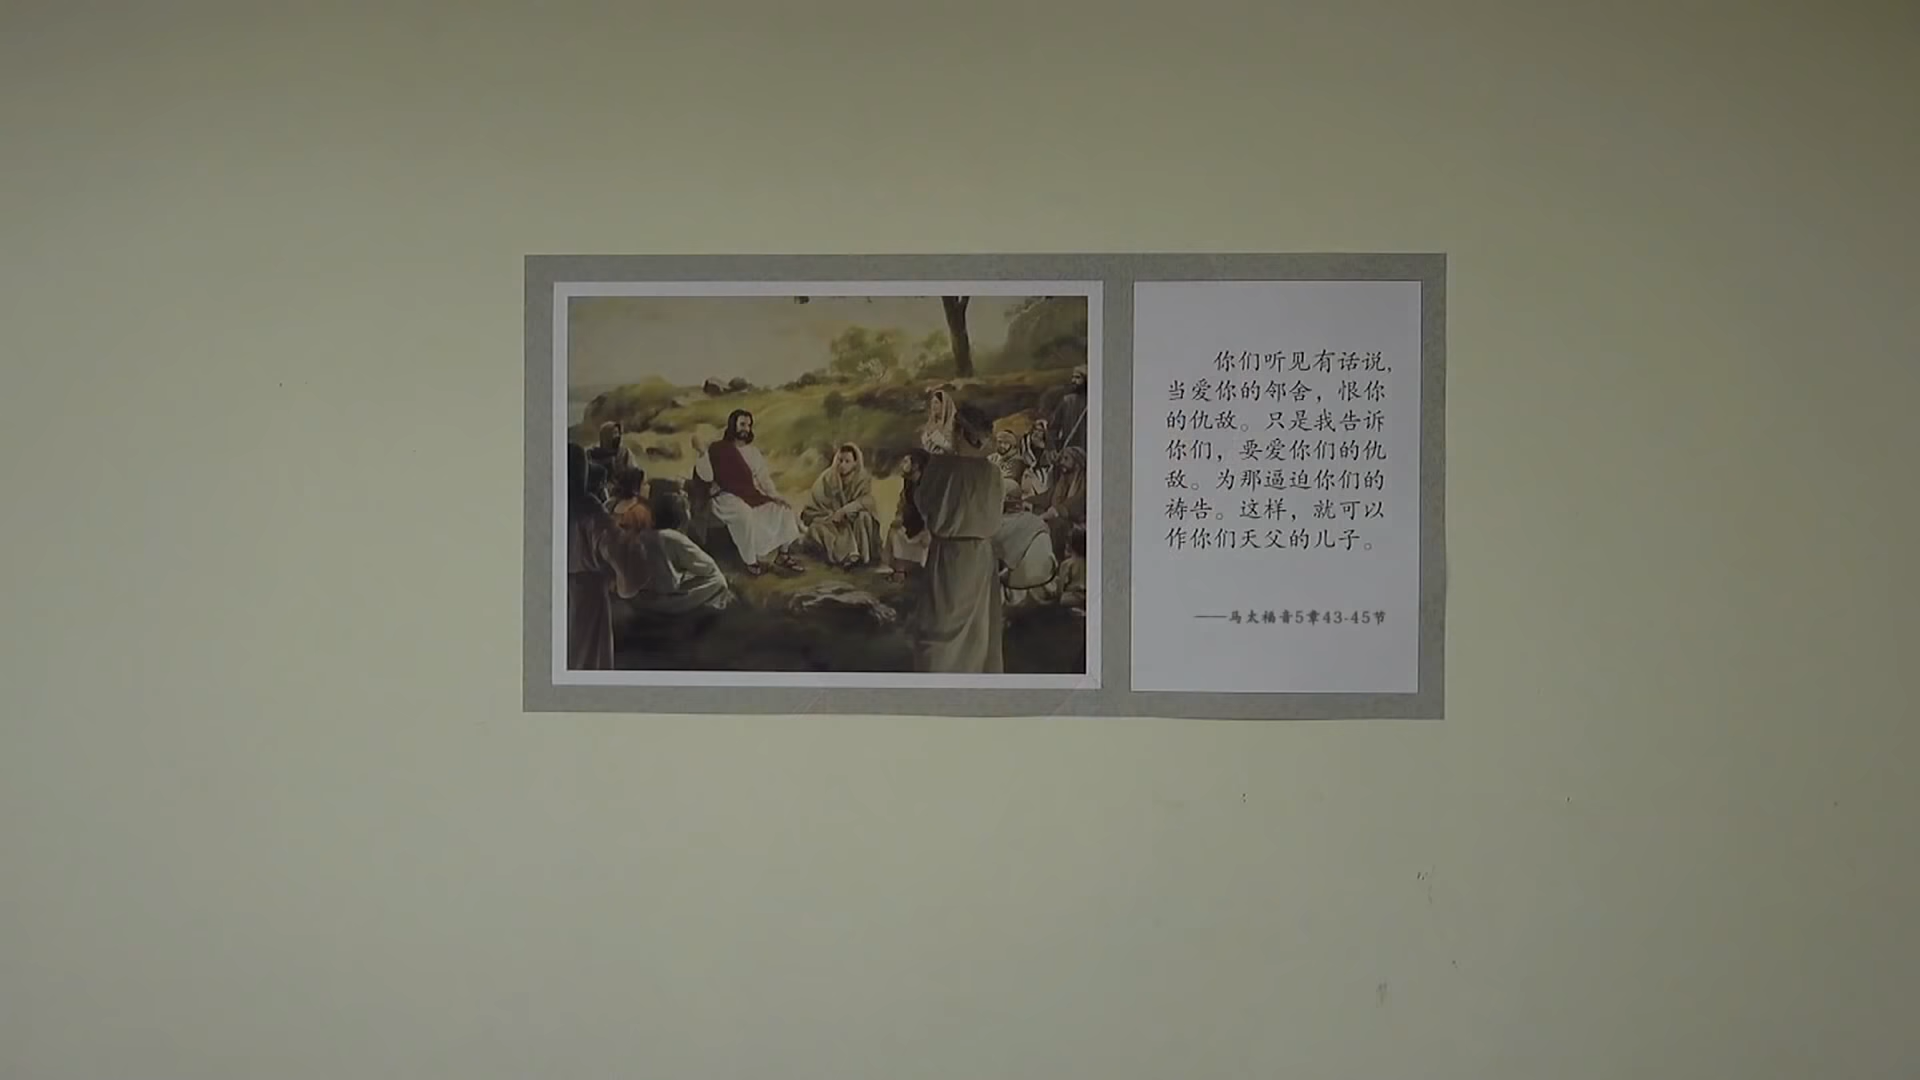 你们听见有话说,
当爱你的邻舍，恨你
的仇敌。只是我告诉
你们，要爱你们的仇
敌。为那逼迫你们的
祷告。这样，就可以
作你们天父的儿子。
——马太福音5章43-45节